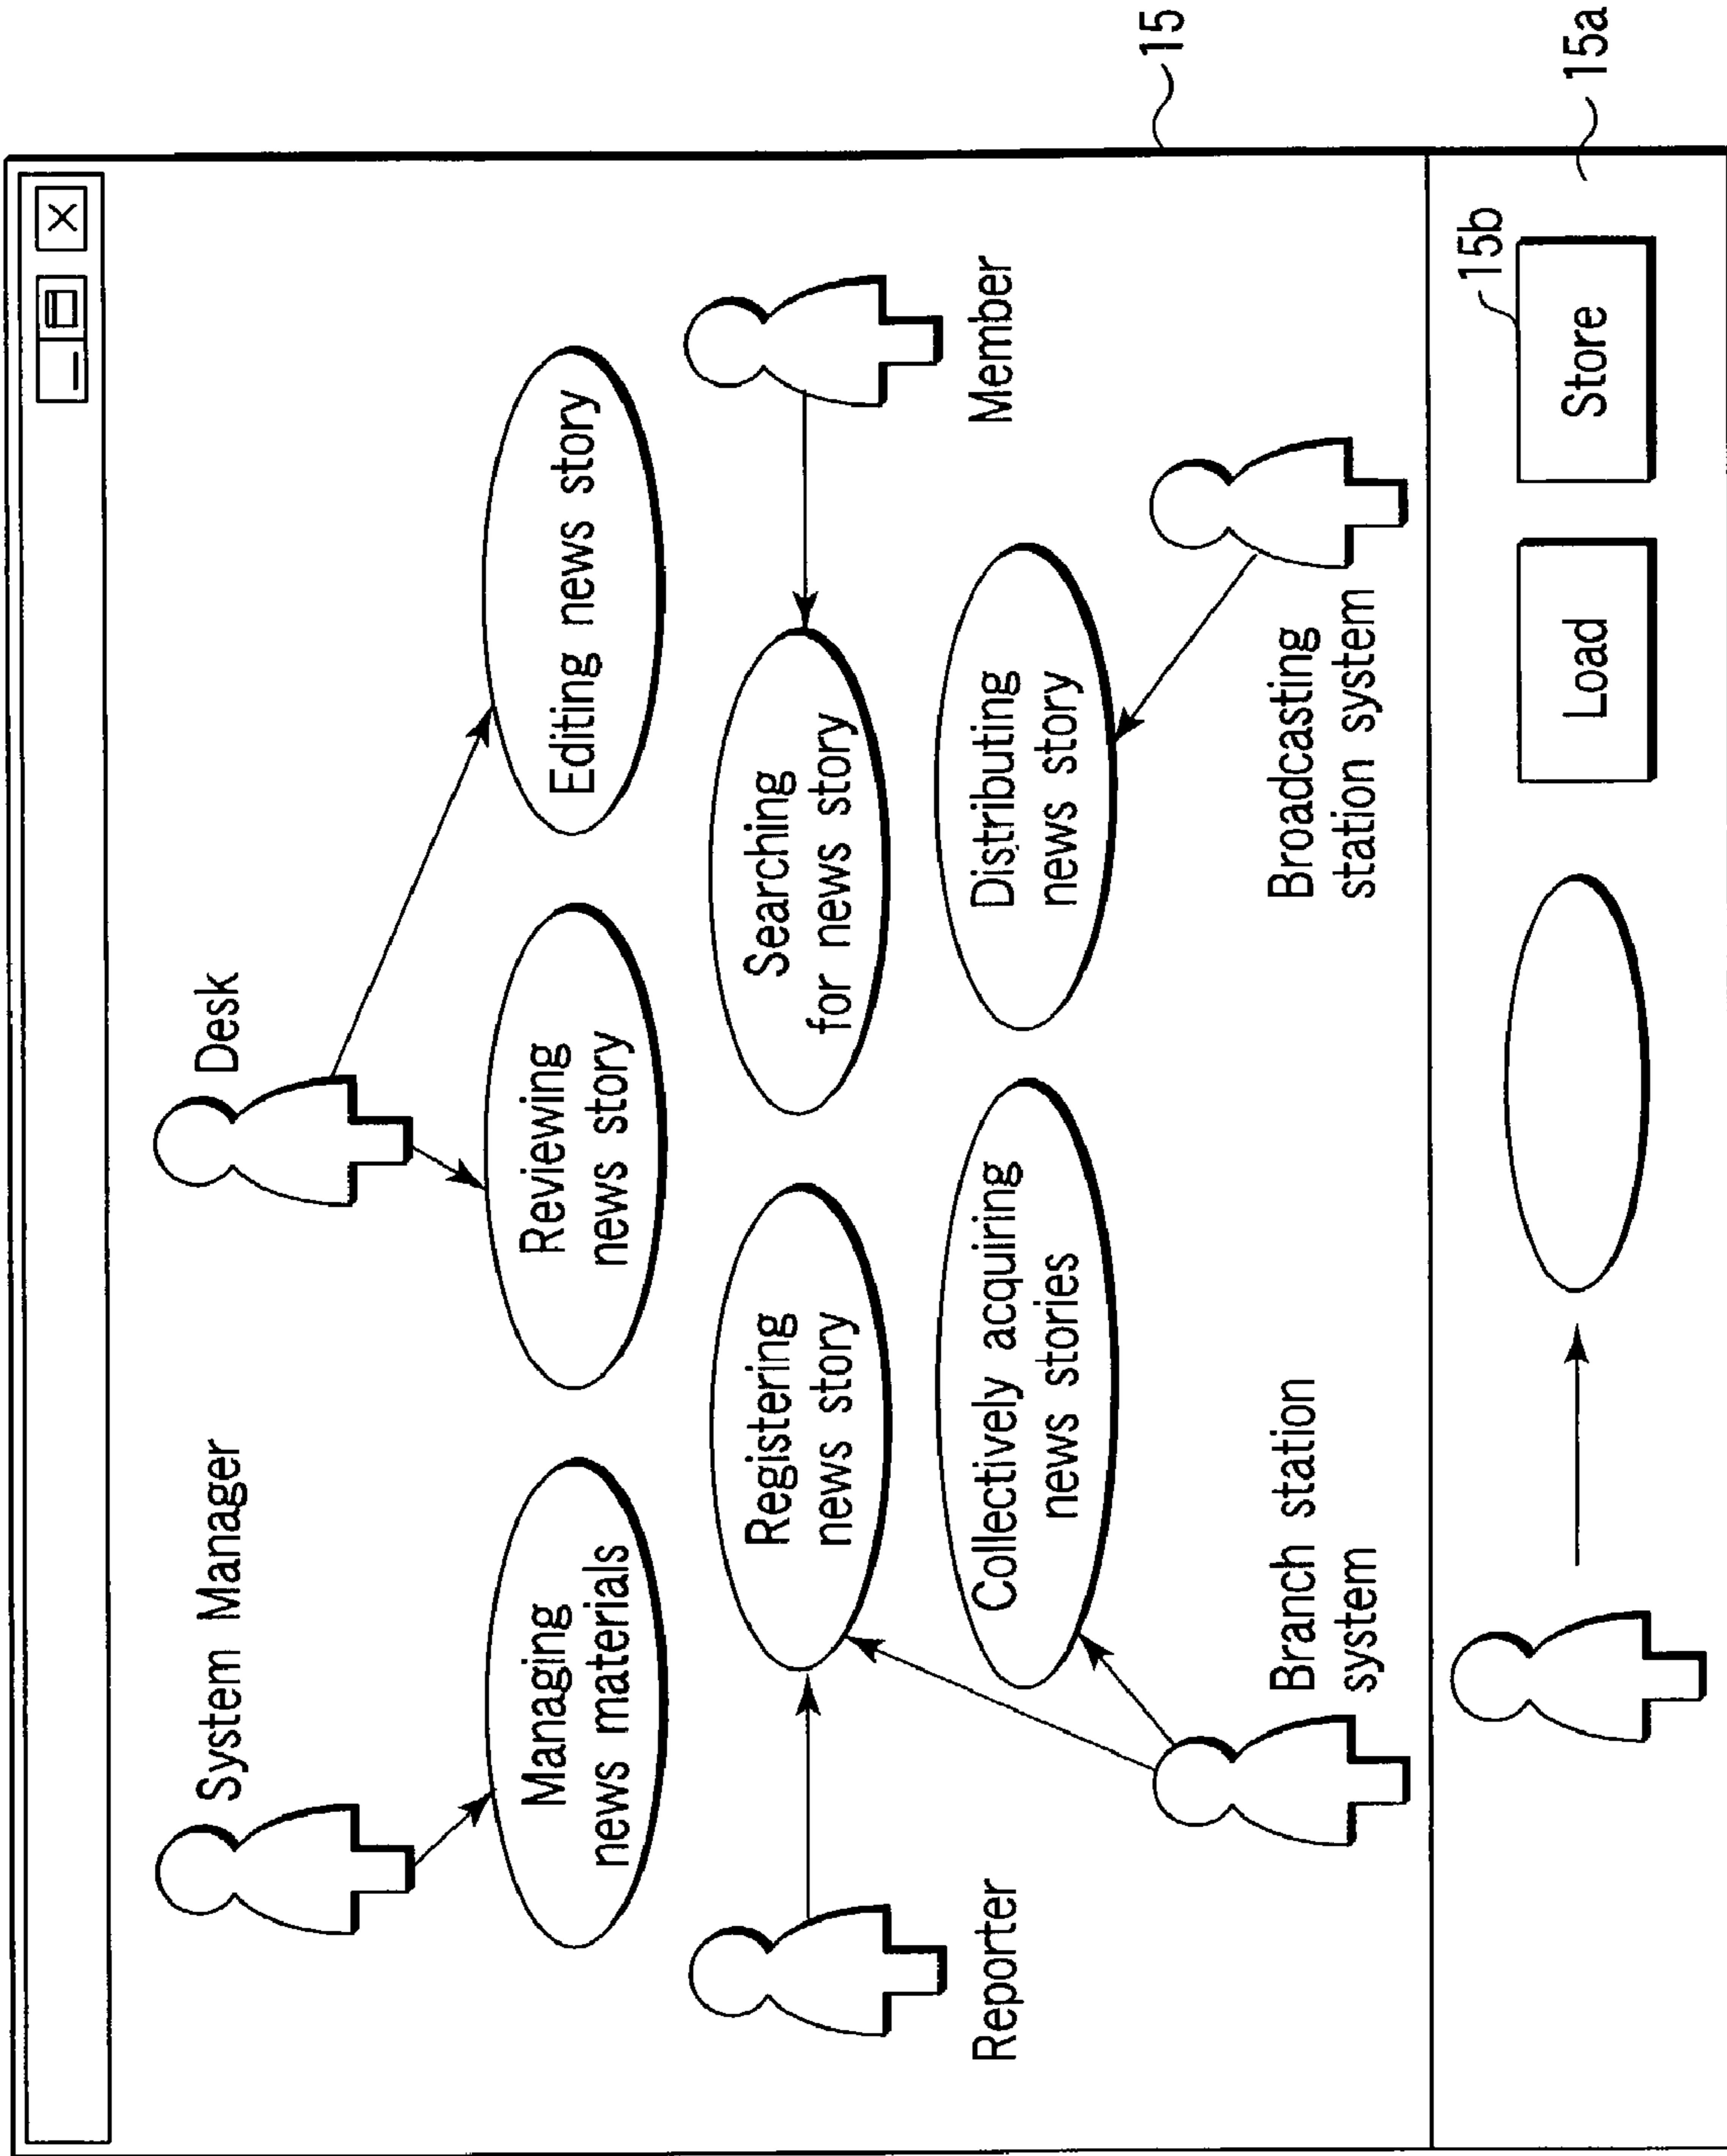 System Manager
Desk
Managing
news materials
Reviewing
news story
Editing news story
Registering
news story
Searching
for news story
Reporter
Member
Collectively acquiring
news stories
Distributing
news story
Branch station
system
Broadcasting
station system
15
Load
Store
15b
15a